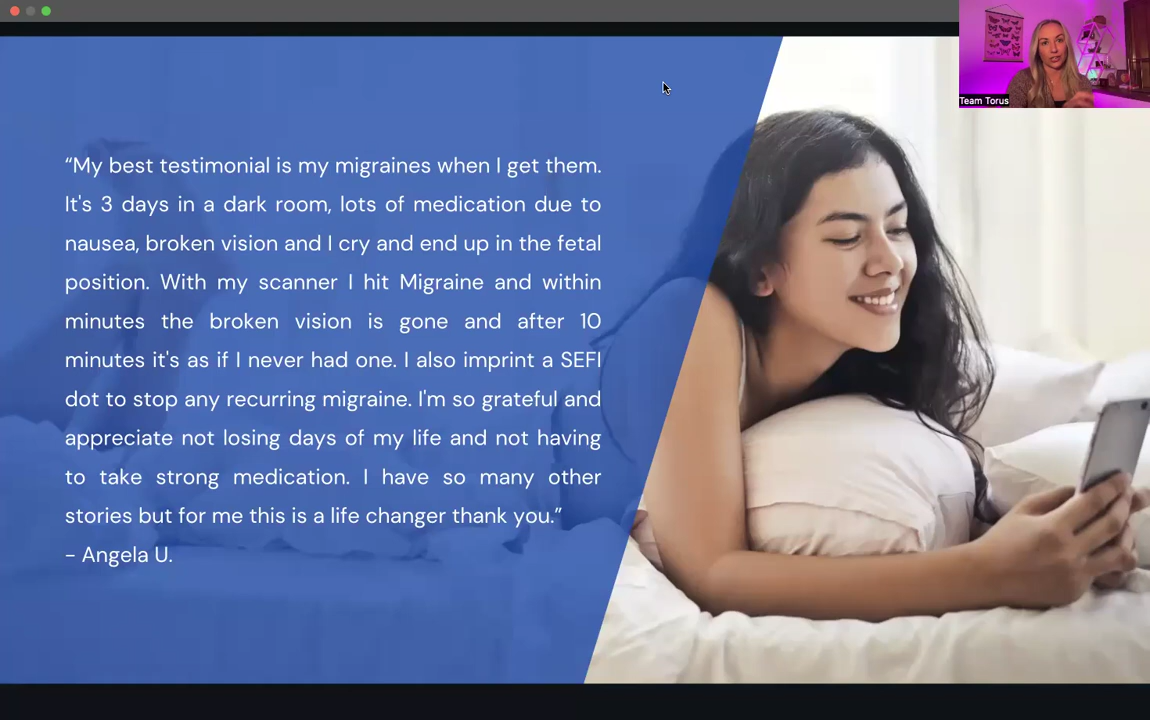 Team Torus
“My best testimonial is my migraines when I get them.
It's 3 days in a dark room, lots of medication due to
nausea, broken vision and I cry and end up in the fetal
position. With my scanner I hit Migraine and within
minutes the broken vision is gone and after 10
minutes it's as if I never had one. I also imprint a SEFI
dot to stop any recurring migraine. I'm so grateful and
appreciate not losing days of my life and not having
to take strong medication. I have so many other
stories but for me this is a life changer thank you.”
– Angela U.